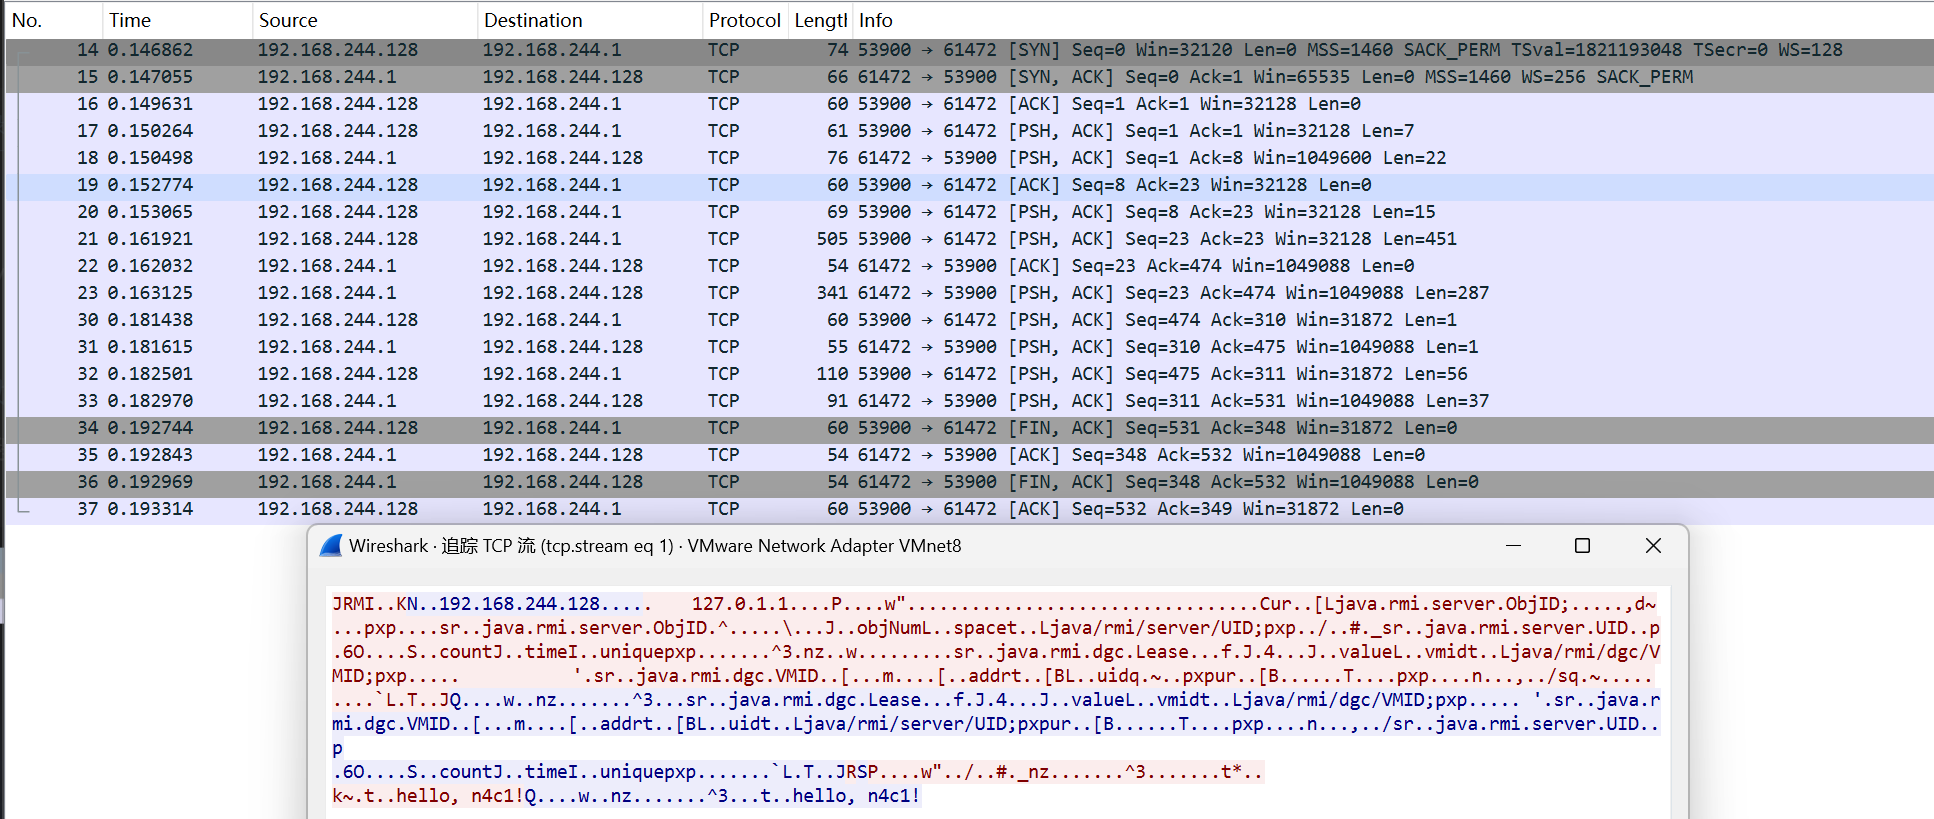 No. Time Source Destination Protocol Length Info
14 0.146862 192.168.244.128 192.168.244.1 TCP 74 53900 → 61472 [SYN] Seq=0 Win=32120 Len=0 MSS=1460 SACK_PERM TSval=1821193048 TSecr=0 WS=128
15 0.147055 192.168.244.1 192.168.244.128 TCP 66 61472 → 53900 [SYN, ACK] Seq=0 Ack=1 Win=65535 Len=0 MSS=1460 WS=256 SACK_PERM
16 0.149631 192.168.244.128 192.168.244.1 TCP 60 53900 → 61472 [ACK] Seq=1 Ack=1 Win=32128 Len=0
17 0.150264 192.168.244.128 192.168.244.1 TCP 61 53900 → 61472 [PSH, ACK] Seq=1 Ack=1 Win=32128 Len=7
18 0.150498 192.168.244.1 192.168.244.128 TCP 76 61472 → 53900 [PSH, ACK] Seq=1 Ack=8 Win=1049600 Len=22
19 0.152774 192.168.244.128 192.168.244.1 TCP 60 53900 → 61472 [ACK] Seq=8 Ack=23 Win=32128 Len=0
20 0.153065 192.168.244.128 192.168.244.1 TCP 69 53900 → 61472 [PSH, ACK] Seq=8 Ack=23 Win=32128 Len=15
21 0.161921 192.168.244.128 192.168.244.1 TCP 505 53900 → 61472 [PSH, ACK] Seq=23 Ack=23 Win=32128 Len=451
22 0.162032 192.168.244.1 192.168.244.128 TCP 54 61472 → 53900 [ACK] Seq=23 Ack=474 Win=1049088 Len=0
23 0.163125 192.168.244.1 192.168.244.128 TCP 341 61472 → 53900 [PSH, ACK] Seq=23 Ack=474 Win=1049088 Len=287
30 0.181438 192.168.244.128 192.168.244.1 TCP 60 53900 → 61472 [PSH, ACK] Seq=474 Ack=310 Win=31872 Len=1
31 0.181615 192.168.244.1 192.168.244.128 TCP 55 61472 → 53900 [PSH, ACK] Seq=310 Ack=475 Win=1049088 Len=1
32 0.182501 192.168.244.128 192.168.244.1 TCP 110 53900 → 61472 [PSH, ACK] Seq=475 Ack=311 Win=31872 Len=56
33 0.182970 192.168.244.1 192.168.244.128 TCP 91 61472 → 53900 [PSH, ACK] Seq=311 Ack=531 Win=1049088 Len=37
34 0.192744 192.168.244.128 192.168.244.1 TCP 60 53900 → 61472 [FIN, ACK] Seq=531 Ack=348 Win=31872 Len=0
35 0.192843 192.168.244.1 192.168.244.128 TCP 54 61472 → 53900 [ACK] Seq=348 Ack=532 Win=1049088 Len=0
36 0.192969 192.168.244.1 192.168.244.128 TCP 54 61472 → 53900 [FIN, ACK] Seq=348 Ack=532 Win=1049088 Len=0
37 0.193314 192.168.244.128 192.168.244.1 TCP 60 53900 → 61472 [ACK] Seq=532 Ack=349 Win=31872 Len=0
Wireshark · 追踪 TCP 流 (tcp.stream eq 1) · VMware Network Adapter VMnet8
JRMI..KN..192.168.244.128..... 127.0.1.1....P....w".................................Cur..[Ljava.rmi.server.ObjID;.....,d~
...pxp....sr..java.rmi.server.ObjID.^.....\...J..objNumL..spacet..Ljava/rmi/server/UID;pxp../..#._sr..java.rmi.server.UID..p
.6O....S..countJ..timeI..uniquepxp.......^3.nz..w.........sr..java.rmi.dgc.Lease...f.J.4...J..valueL..vmidt..Ljava/rmi/dgc/V
MID;pxp..... '.sr..java.rmi.dgc.VMID..[...m....[..addrt..[BL..uidq.~..pxpur..[B......T....pxp....n...,../sq.~.....
....`L.T..JQ....w..nz.......^3...sr..java.rmi.dgc.Lease...f.J.4...J..valueL..vmidt..Ljava/rmi/dgc/VMID;pxp..... '.sr..java.r
mi.dgc.VMID..[...m....[..addrt..[BL..uidt..Ljava/rmi/server/UID;pxpur..[B......T....pxp....n...,../sr..java.rmi.server.UID..
p
.6O....S..countJ..timeI..uniquepxp.......`L.T..JRSP....w"../..#._nz.......^3.......t*..
k~.t..hello, n4c1!Q....w..nz.......^3...t..hello, n4c1!